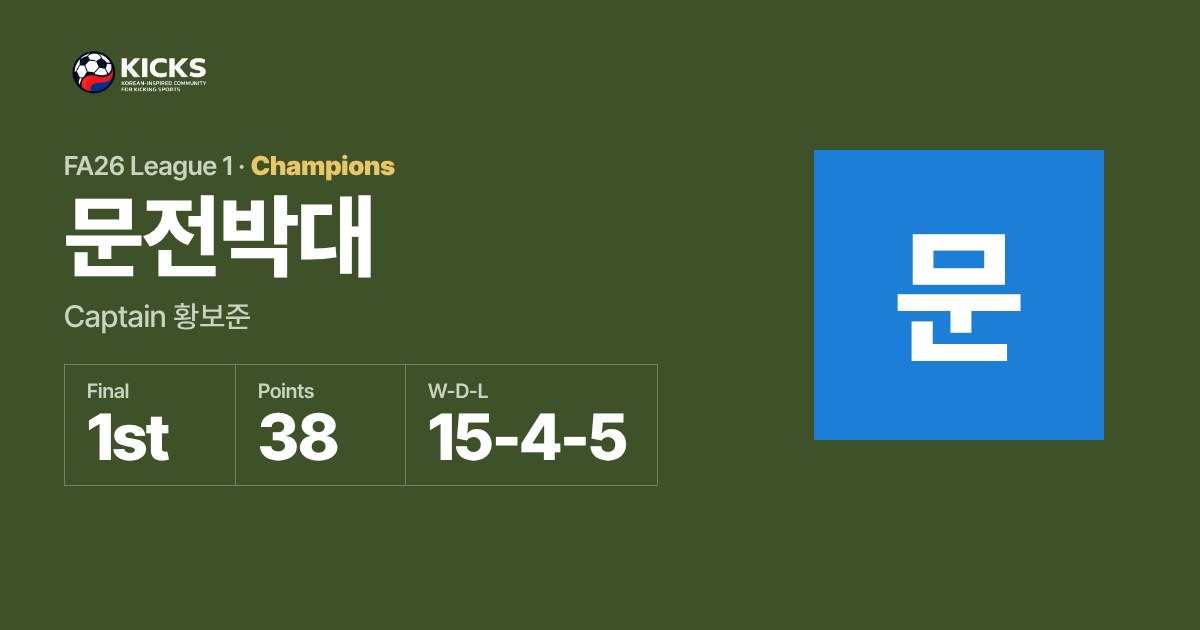 KICKS
KOREAN-INSPIRED COMMUNITY
FOR KICKING SPORTS
FA26 League 1 · Champions
문전박대
Captain 황보준
Final
1st
Points
38
W-D-L
15-4-5
문